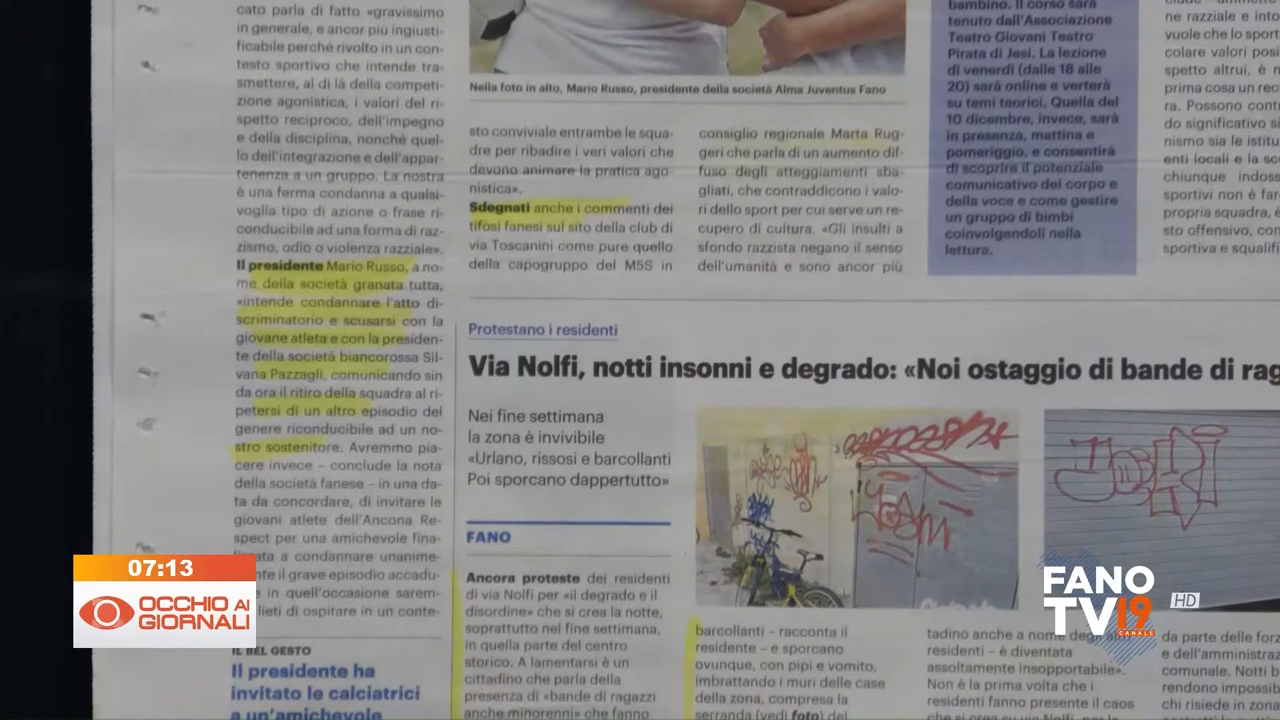 cato parla di fatto «gravissimo
in generale, e ancor più ingiusti-
ficabile perché rivolto in un con-
testo sportivo che intende tra-
smettere, al di là della competi-
zione agonistica, i valori del ri-
spetto reciproco, dell'impegno
e della disciplina, nonché quel-
lo dell'integrazione e dell'appar-
tenenza a un gruppo. La nostra
è una ferma condanna a qualsi-
voglia tipo di azione o frase ri-
conducibile ad una forma di raz-
zismo, odio o violenza razziale».
Il presidente Mario Russo, a no-
me della società granata tutta,
«intende condannare l'atto di-
scriminatorio e scusarsi con la
giovane atleta e con la presiden-
te della società biancorossa Sil-
vana Pazzagli, comunicando sin
da ora il ritiro della squadra al ri-
petersi di un altro episodio del
genere riconducibile ad un no-
stro sostenitore. Avremmo pia-
cere invece – conclude la nota
della società fanese – in una da-
ta da concordare, di invitare le
giovani atlete dell'Ancona Re-
spect per una amichevole fina-
a condannare unanime-
il grave episodio accadu-
in quell'occasione sarem-
lieti di ospitare in un conte-
IL BEL GESTO
Il presidente ha
invitato le calciatrici
a un'amichevole
Nella foto in alto, Mario Russo, presidente della società Alma Juventus Fano
sto conviviale entrambe le squa-
dre per ribadire i veri valori che
devono animare la pratica ago-
nistica».
Sdegnati anche i commenti dei
tifosi fanesi sul sito della club di
via Toscanini come pure quello
della capogruppo del M5S in
consiglio regionale Marta Rug-
geri che parla di un aumento dif-
fuso degli atteggiamenti sba-
gliati, che contraddicono i valo-
ri dello sport per cui serve un re-
cupero di cultura. «Gli insulti a
sfondo razzista negano il senso
dell'umanità e sono ancor più
bambino. Il corso sarà
tenuto dall'Associazione
Teatro Giovani Teatro
Pirata di Jesi. La lezione
di venerdì (dalle 18 alle
20) sarà online e verterà
su temi teorici. Quella del
10 dicembre, invece, sarà
in presenza, mattina e
pomeriggio, e consentirà
di scoprire il potenziale
comunicativo del corpo e
della voce e come gestire
un gruppo di bimbi
coinvolgendoli nella
lettura.
ne razziale e into
vuole che lo sport
colare valori posi
spetto altrui, è n
prima cosa un rec
ra. Possono cont
do significativo si
nismo sia le istitu
enti locali e la scu
chiunque indoss
sportivi non è fan
propria squadra, é
sto offensivo, con
sportiva e squalifi
Protestano i residenti
Via Nolfi, notti insonni e degrado: «Noi ostaggio di bande di rag
Nei fine settimana
la zona è invivibile
«Urlano, rissosi e barcollanti
Poi sporcano dappertutto»
FANO
Ancora proteste dei residenti
di via Nolfi per «il degrado e il
disordine» che si crea la notte,
soprattutto nel fine settimana,
in quella parte del centro
storico. A lamentarsi è un
cittadino che parla della
presenza di «bande di ragazzi
anche minorenni» che fanno
barcollanti – racconta il
residente – e sporcano
ovunque, con pipì e vomito,
imbrattando i muri delle case
della zona, compresa la
serranda (vedi foto) del
tadino anche a nome degli altri
residenti – è diventata
assoltamente insopportabile».
Non è la prima volta che i
residenti fanno presente il caos
che si crea su via Nolfi, non la
da parte delle forz
e dell'amministra
comunale. Notti b
rendono impossib
chi risiede in zona
07:13
OCCHIO AI
GIORNALI
FANO
TV19
CANALE
HD